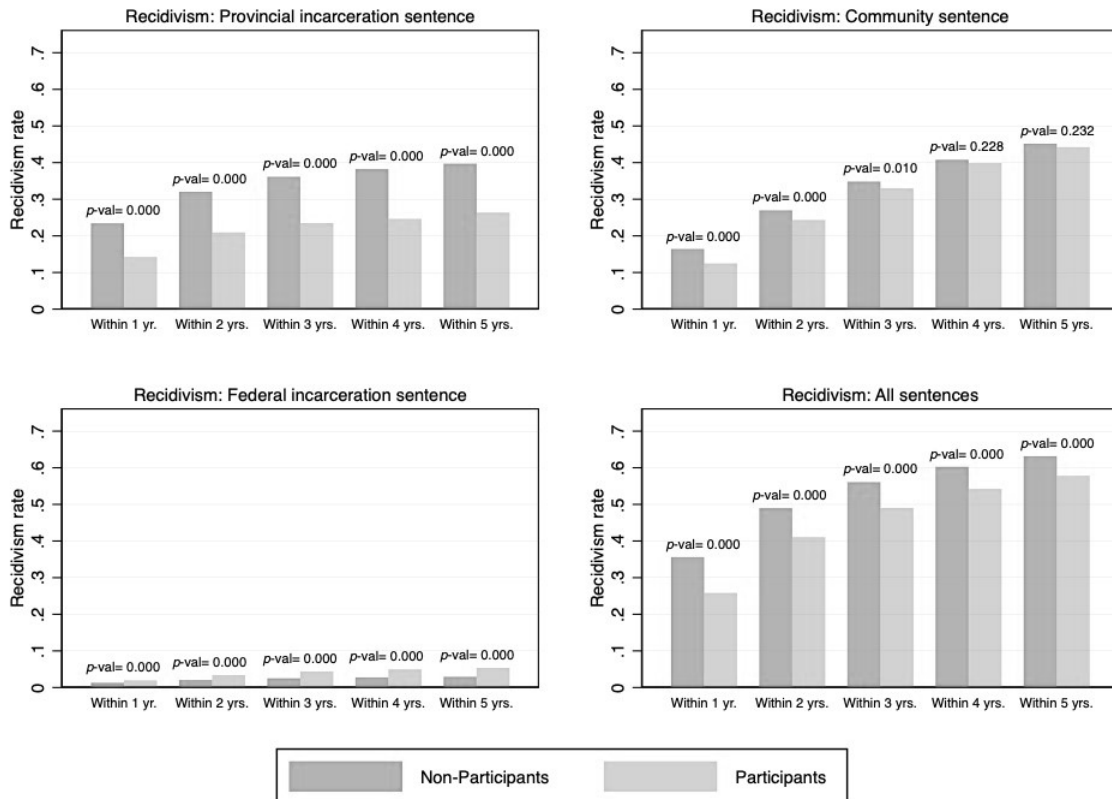 Recidivism: Provincial incarceration sentence
Recidivism rate
.7
.6
.5
.4
.3
.2
.1
0
p-val= 0.000
p-val= 0.000
p-val= 0.000
p-val= 0.000
p-val= 0.000
Within 1 yr.
Within 2 yrs.
Within 3 yrs.
Within 4 yrs.
Within 5 yrs.
Recidivism: Community sentence
Recidivism rate
.7
.6
.5
.4
.3
.2
.1
0
p-val= 0.000
p-val= 0.000
p-val= 0.010
p-val= 0.228
p-val= 0.232
Within 1 yr.
Within 2 yrs.
Within 3 yrs.
Within 4 yrs.
Within 5 yrs.
Recidivism: Federal incarceration sentence
Recidivism rate
.7
.6
.5
.4
.3
.2
.1
0
p-val= 0.000
p-val= 0.000
p-val= 0.000
p-val= 0.000
p-val= 0.000
Within 1 yr.
Within 2 yrs.
Within 3 yrs.
Within 4 yrs.
Within 5 yrs.
Recidivism: All sentences
Recidivism rate
.7
.6
.5
.4
.3
.2
.1
0
p-val= 0.000
p-val= 0.000
p-val= 0.000
p-val= 0.000
p-val= 0.000
Within 1 yr.
Within 2 yrs.
Within 3 yrs.
Within 4 yrs.
Within 5 yrs.
Non-Participants
Participants